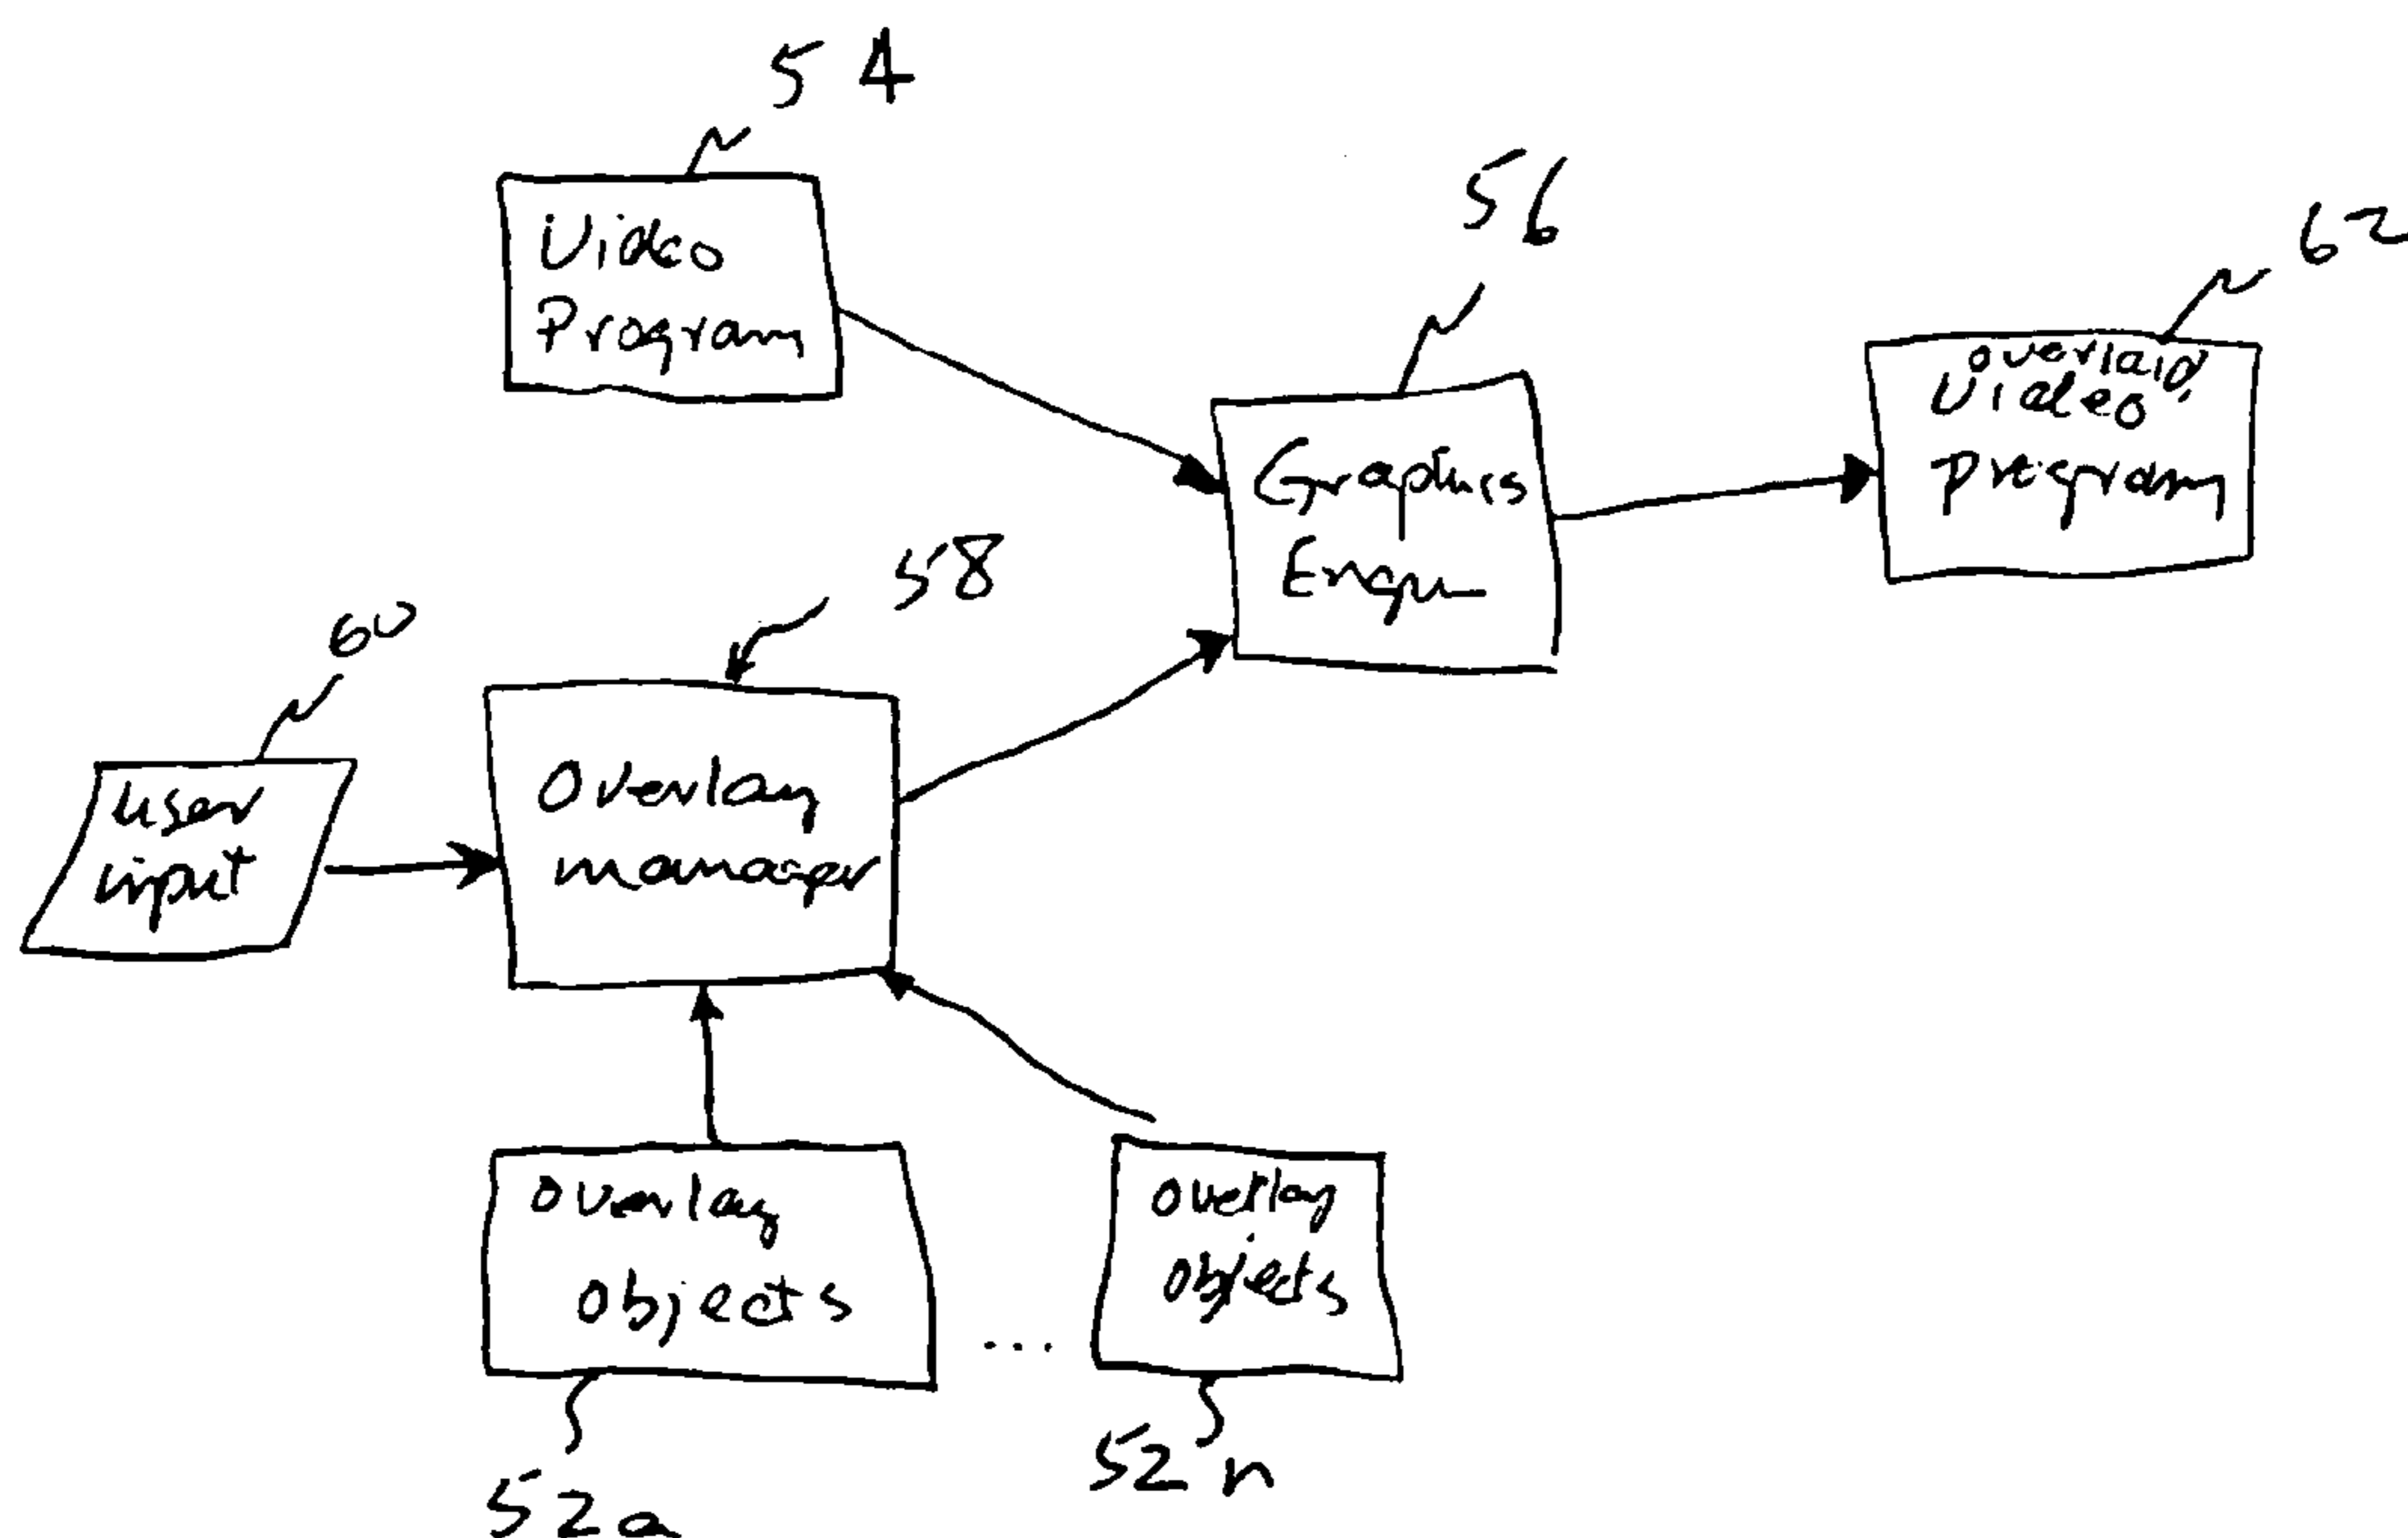 54
Video
Program
56
Graphics
Engin
62
overlaid
video
program
58
60
user
input
Overlay
manager
overlay
objects
...
overlay
objects
52a
52n